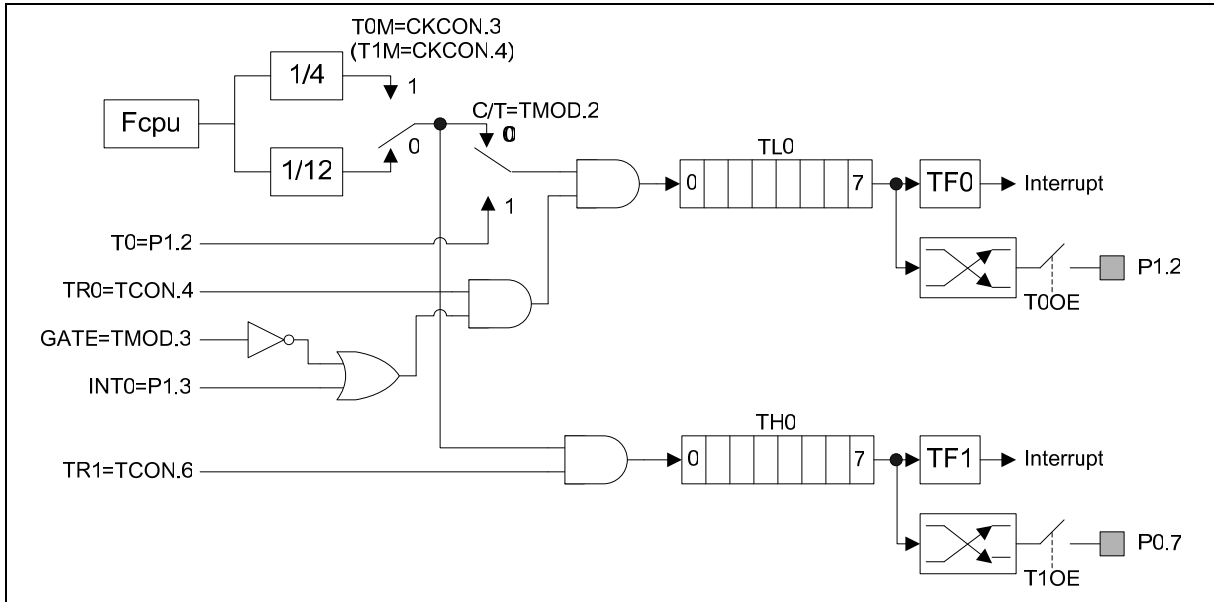 T0M=CKCON.3
(T1M=CKCON.4)
1/4
1
Fcpu
C/T=TMOD.2
0
0
1/12
1
TL0
0
7
TF0
Interrupt
T0=P1.2
TR0=TCON.4
P1.2
T0OE
GATE=TMOD.3
INT0=P1.3
TH0
TR1=TCON.6
0
7
TF1
Interrupt
P0.7
T1OE